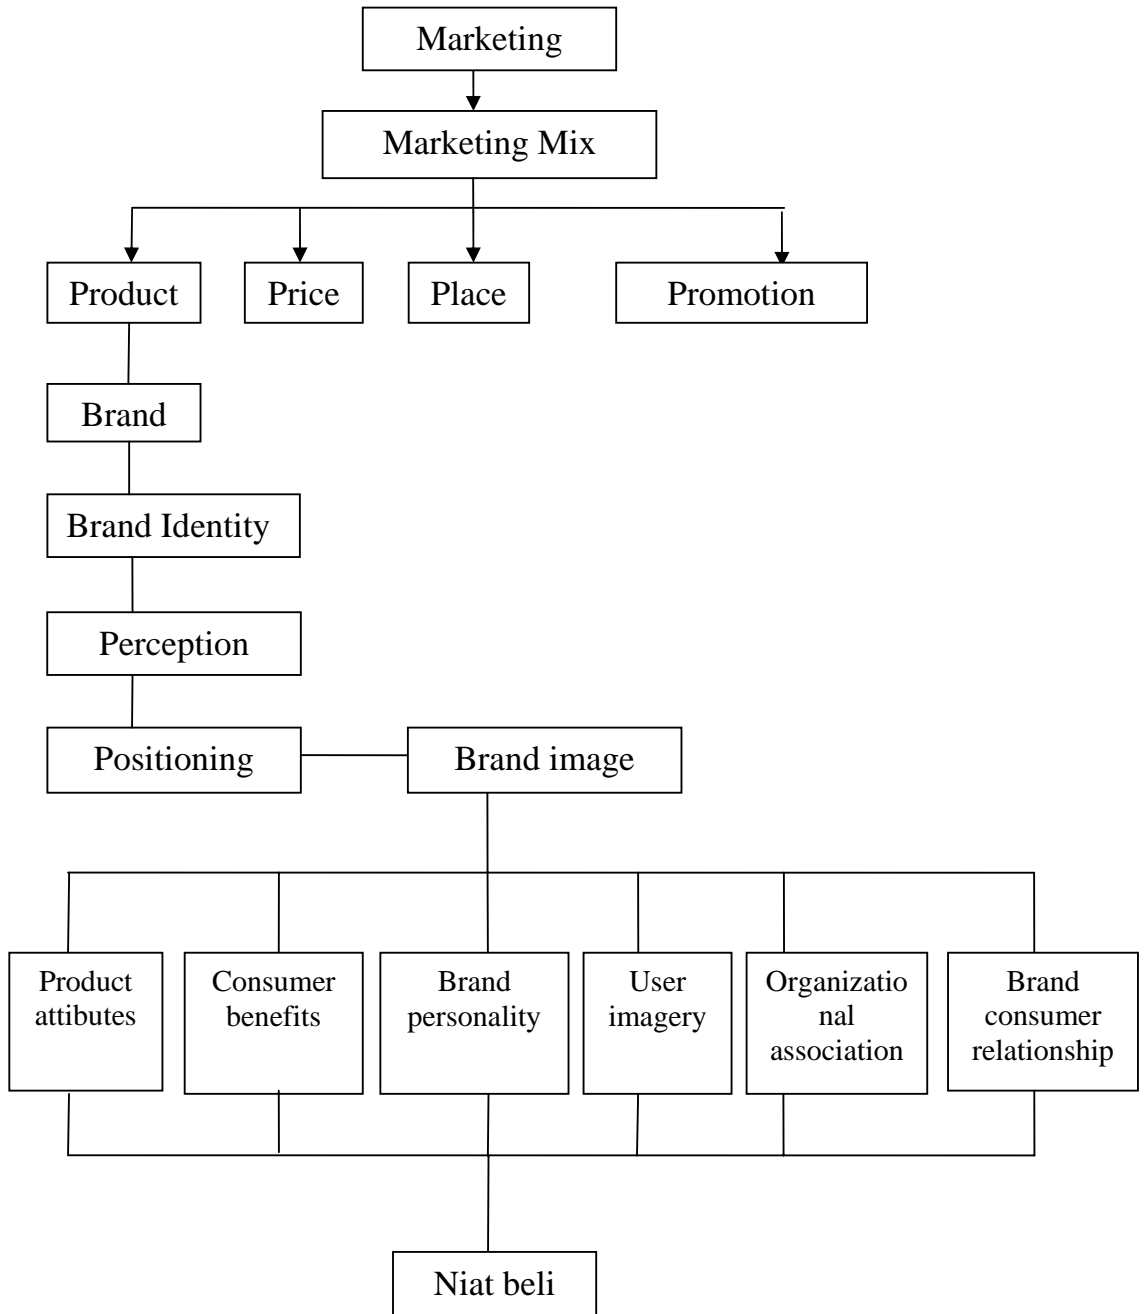 Marketing
Marketing Mix
Product
Price
Place
Promotion
Brand
Brand Identity
Perception
Positioning
Brand image
Product
attibutes
Consumer
benefits
Brand
personality
User
imagery
Organizatio
nal
association
Brand
consumer
relationship
Niat beli